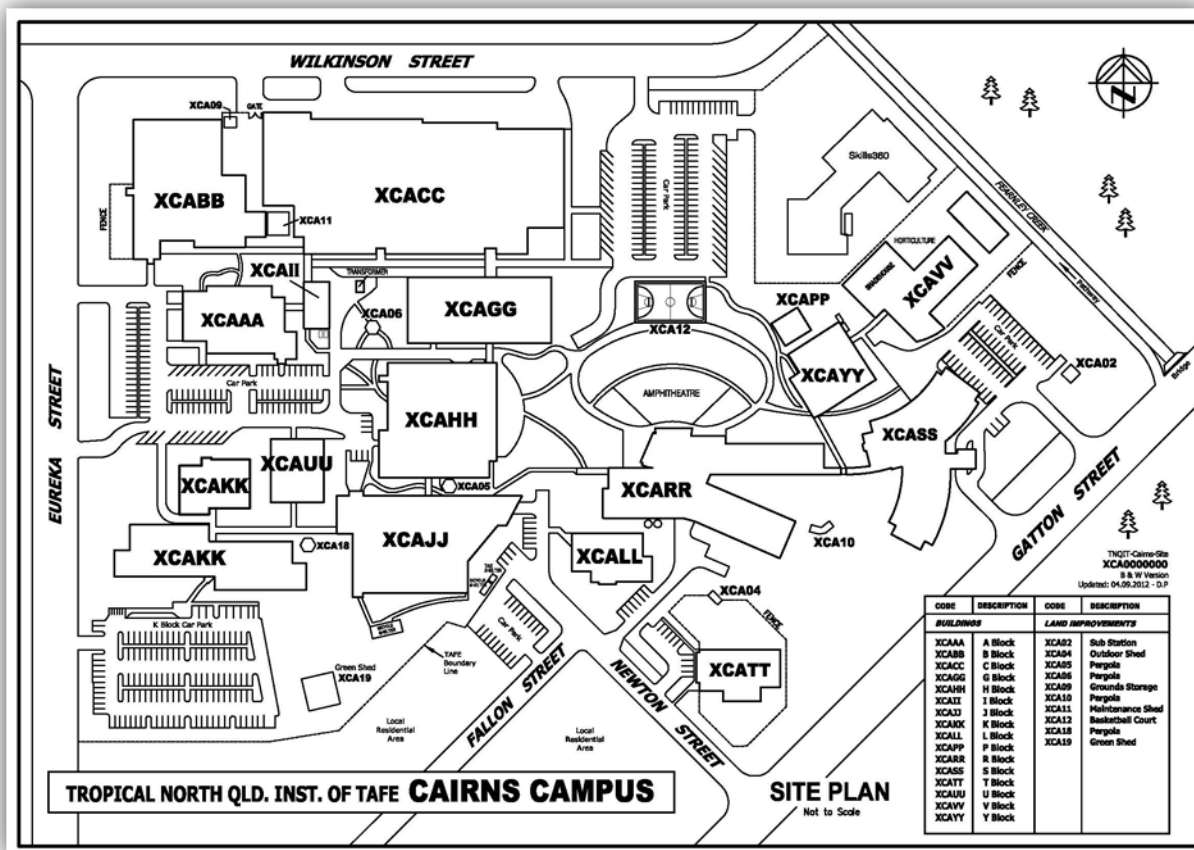 WILKINSON STREET
N
XCA09
GATE
XCABB
XCACC
Skills360
Car Park
FENCE
XCA11
FEARNLEY CREEK
HORTICULTURE
XCAII
TRANSFORMER
SHADEHOUSE
XCAVV
FENCE
Pathway
XCAAA
XCA06
XCAGG
XCA12
XCAPP
Car Park
XCA02
Bridge
XCAYY
Car Park
AMPHITHEATRE
EUREKA STREET
XCAHH
XCASS
XCAUU
XCAKK
XCA05
XCARR
GATTON STREET
XCA18
XCAJJ
XCA10
XCAKK
XCALL
TNQIT-Cairns-Site
XCA0000000
B & W Version
Updated: 04.09.2012 - D.P
XCA04
FENCE
K Block Car Park
BICYCLE SHELTER
Car Park
TAFE
Boundary
Line
Green Shed
XCA19
XCATT
FALLON STREET
NEWTON STREET
Local
Residential
Area
Local
Residential
Area
TROPICAL NORTH QLD. INST. OF TAFE CAIRNS CAMPUS
SITE PLAN
Not to Scale
CODE DESCRIPTION CODE DESCRIPTION
BUILDINGS LAND IMPROVEMENTS
XCAAA A Block XCA02 Sub Station
XCABB B Block XCA04 Outdoor Shed
XCACC C Block XCA05 Pergola
XCAGG G Block XCA06 Pergola
XCAHH H Block XCA09 Grounds Storage
XCAII I Block XCA10 Pergola
XCAJJ J Block XCA11 Maintenance Shed
XCAKK K Block XCA12 Basketball Court
XCALL L Block XCA18 Pergola
XCAPP P Block XCA19 Green Shed
XCARR R Block
XCASS S Block
XCATT T Block
XCAUU U Block
XCAVV V Block
XCAYY Y Block